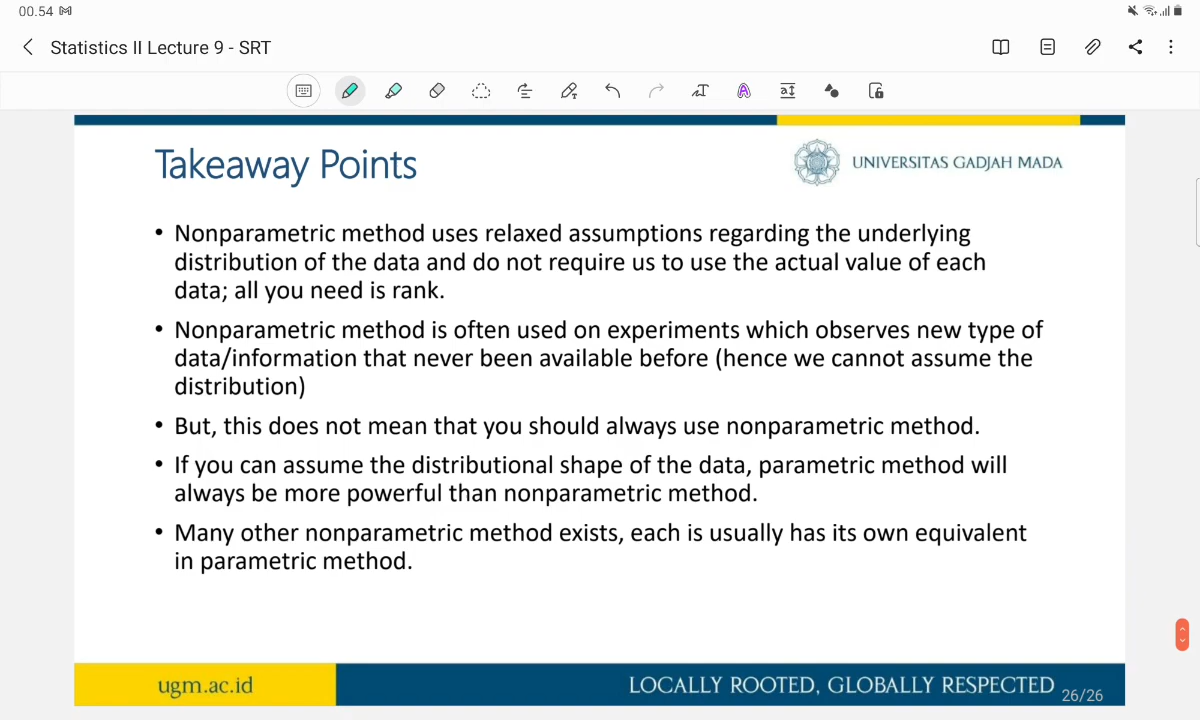 00.54
Statistics II Lecture 9 - SRT
Takeaway Points
UNIVERSITAS GADJAH MADA
• Nonparametric method uses relaxed assumptions regarding the underlying
distribution of the data and do not require us to use the actual value of each
data; all you need is rank.
• Nonparametric method is often used on experiments which observes new type of
data/information that never been available before (hence we cannot assume the
distribution)
• But, this does not mean that you should always use nonparametric method.
• If you can assume the distributional shape of the data, parametric method will
always be more powerful than nonparametric method.
• Many other nonparametric method exists, each is usually has its own equivalent
in parametric method.
ugm.ac.id
LOCALLY ROOTED, GLOBALLY RESPECTED
26/26